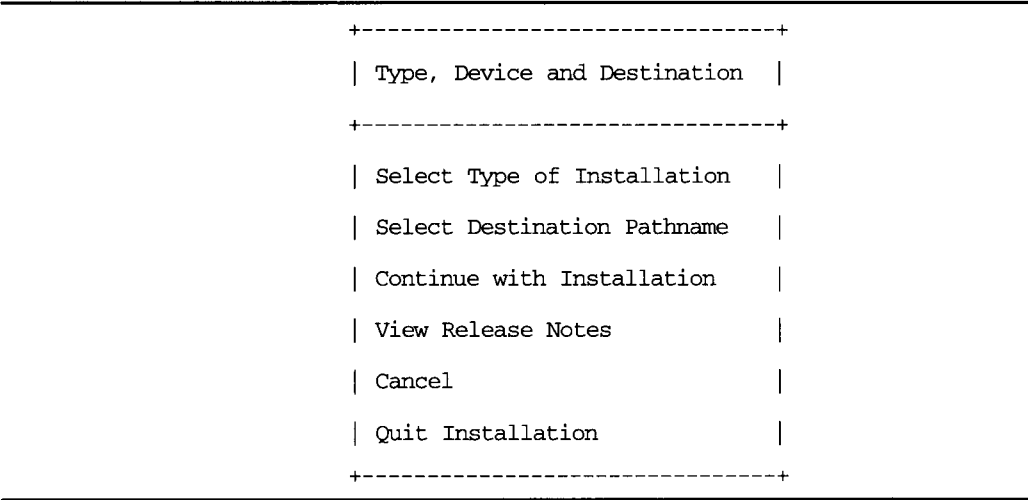 +--------------------------------+
| Type, Device and Destination |
+--------------------------------+
| Select Type of Installation |
| Select Destination Pathname |
| Continue with Installation |
| View Release Notes |
| Cancel |
| Quit Installation |
+--------------------------------+